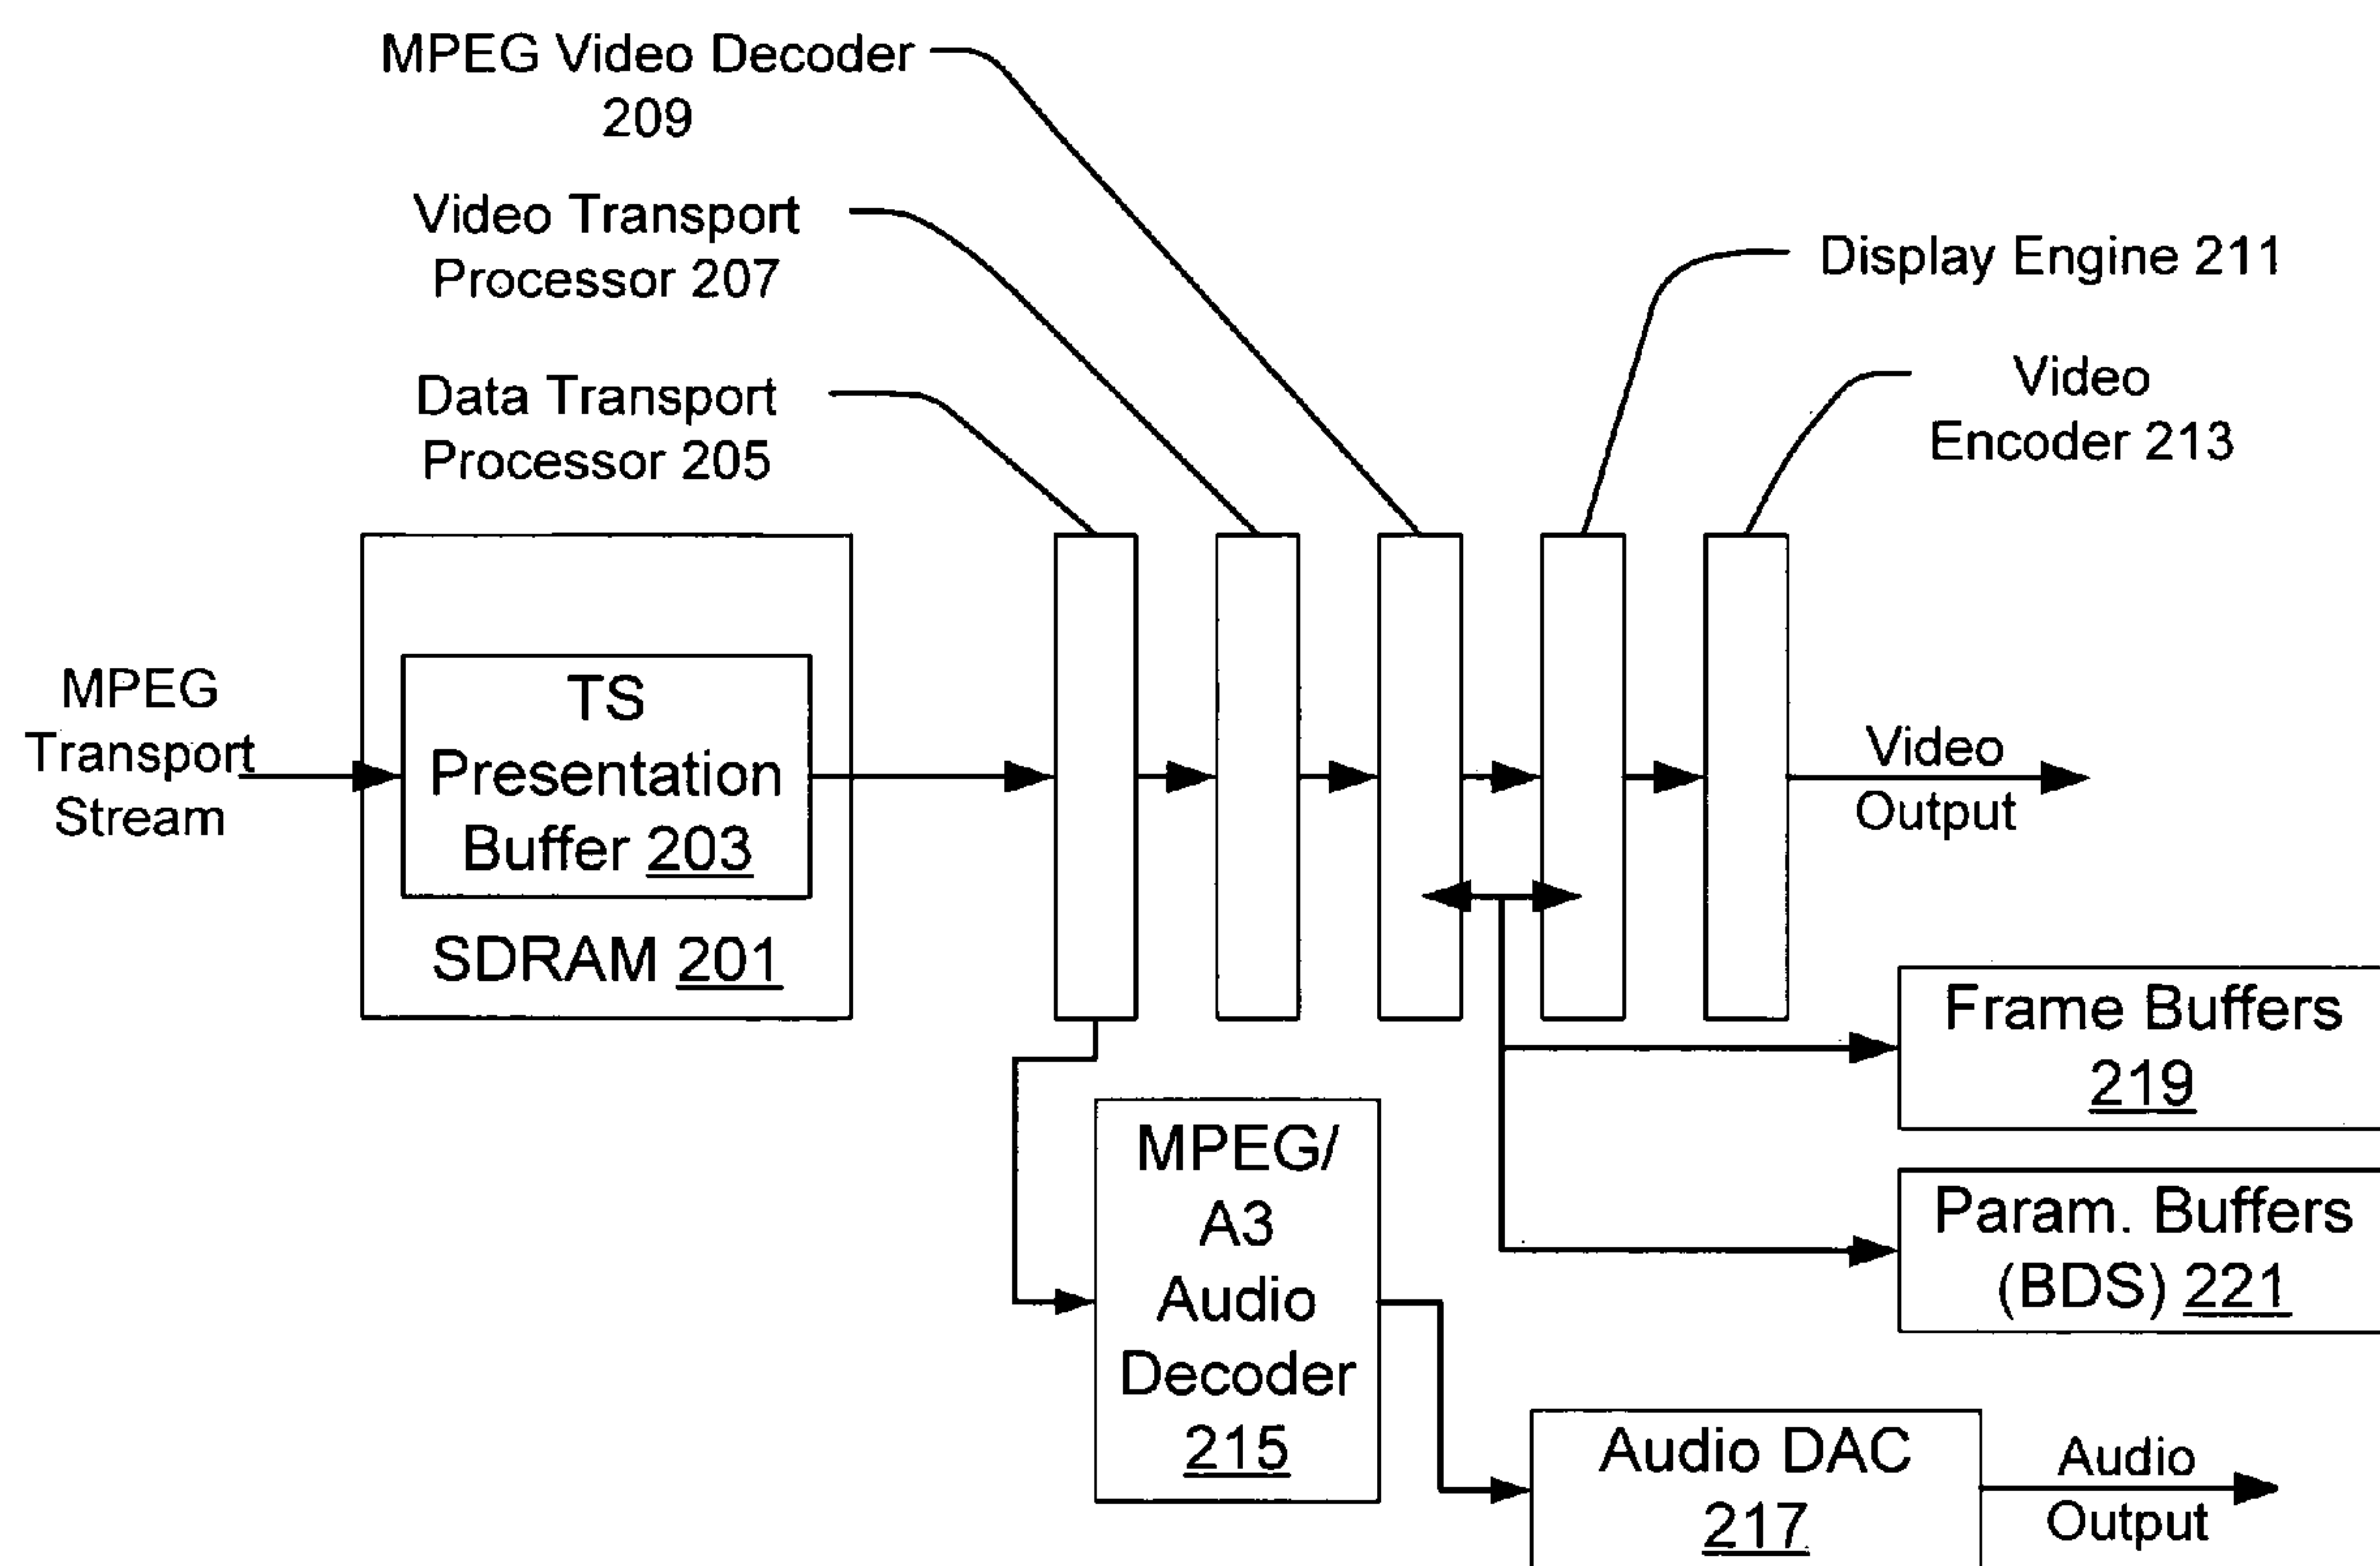 MPEG Video Decoder
209
Video Transport
Processor 207
Data Transport
Processor 205
Display Engine 211
Video
Encoder 213
MPEG
Transport
Stream
TS
Presentation
Buffer 203
SDRAM 201
Video
Output
Frame Buffers
219
Param. Buffers
(BDS) 221
MPEG/
A3
Audio
Decoder
215
Audio DAC
217
Audio
Output